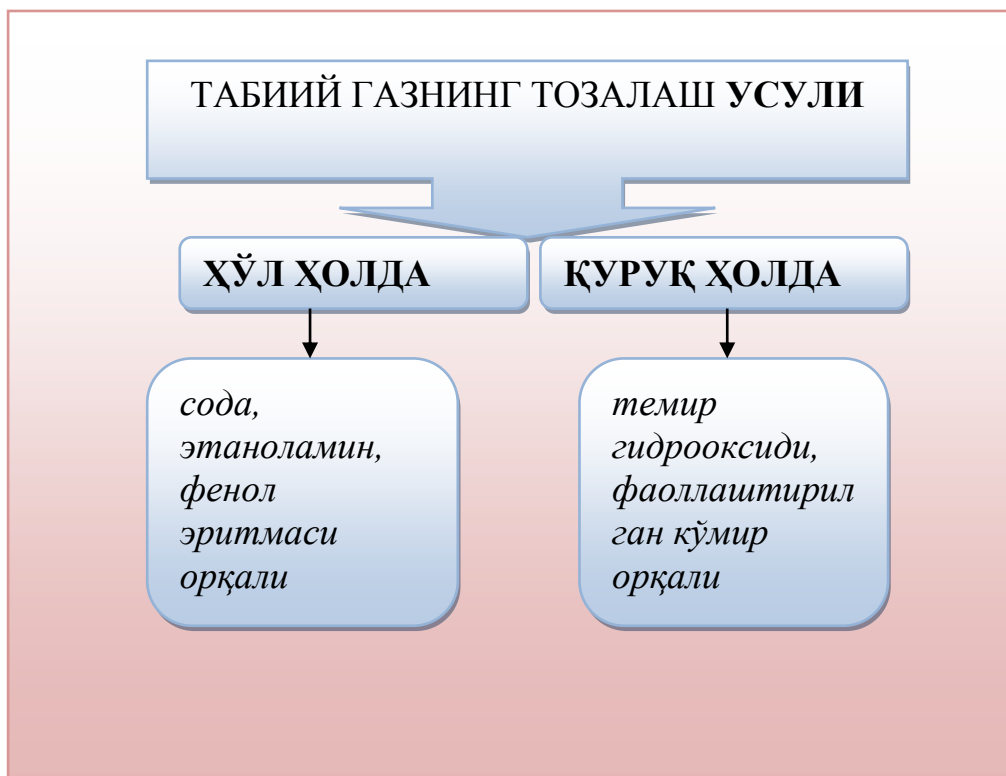 ТАБИИЙ ГАЗНИНГ ТОЗАЛАШ УСУЛИ
ҲЎЛ ҲОЛДА
ҚУРУҚ ҲОЛДА
сода,
этаноламин,
фенол
эритмаси
орқали
темир
гидрооксиди,
фаоллаштирил
ган кўмир
орқали